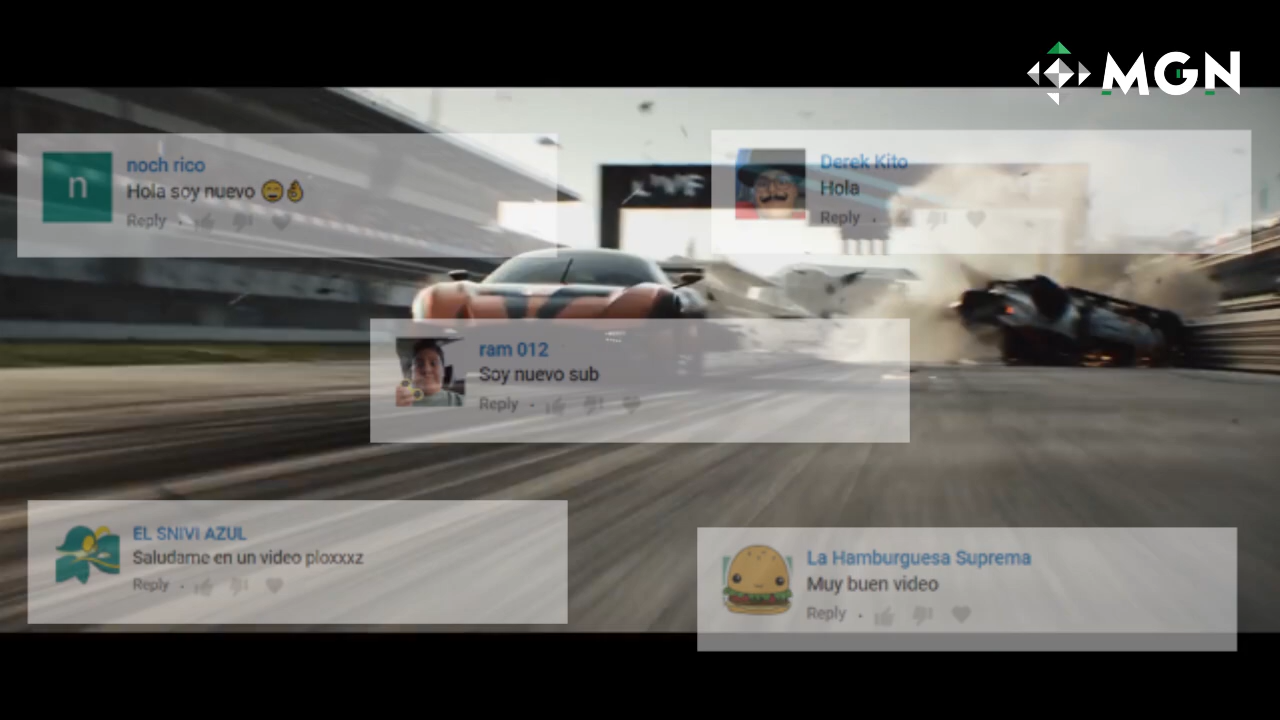 MGN
noch rico
Hola soy nuevo 😄👌
Reply
Derek Kito
Hola
Reply
ram 012
Soy nuevo sub
Reply
EL SNIVI AZUL
Saludame en un video ploxxxz
Reply
La Hamburguesa Suprema
Muy buen video
Reply